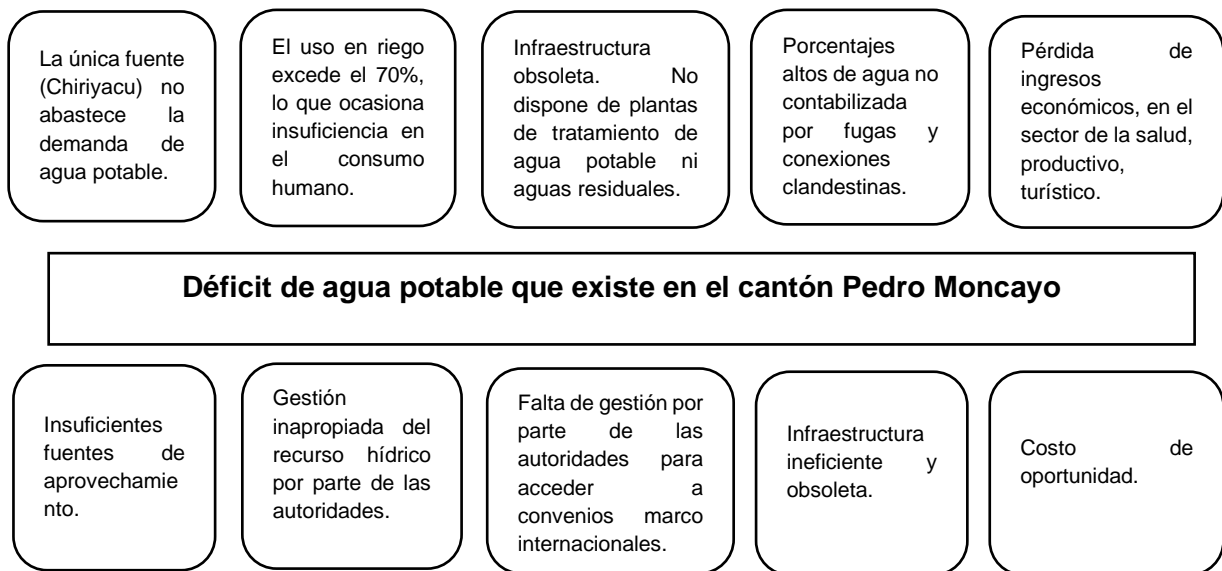 La única fuente
(Chiriyacu) no
abastece la
demanda de
agua potable.
El uso en riego
excede el 70%,
lo que ocasiona
insuficiencia en
el consumo
humano.
Infraestructura
obsoleta. No
dispone de plantas
de tratamiento de
agua potable ni
aguas residuales.
Porcentajes
altos de agua no
contabilizada
por fugas y
conexiones
clandestinas.
Pérdida de
ingresos
económicos, en el
sector de la salud,
productivo,
turístico.
Déficit de agua potable que existe en el cantón Pedro Moncayo
Insuficientes
fuentes de
aprovechamie
nto.
Gestión
inapropiada del
recurso hídrico
por parte de las
autoridades.
Falta de gestión por
parte de las
autoridades para
acceder a
convenios marco
internacionales.
Infraestructura
ineficiente y
obsoleta.
Costo de
oportunidad.